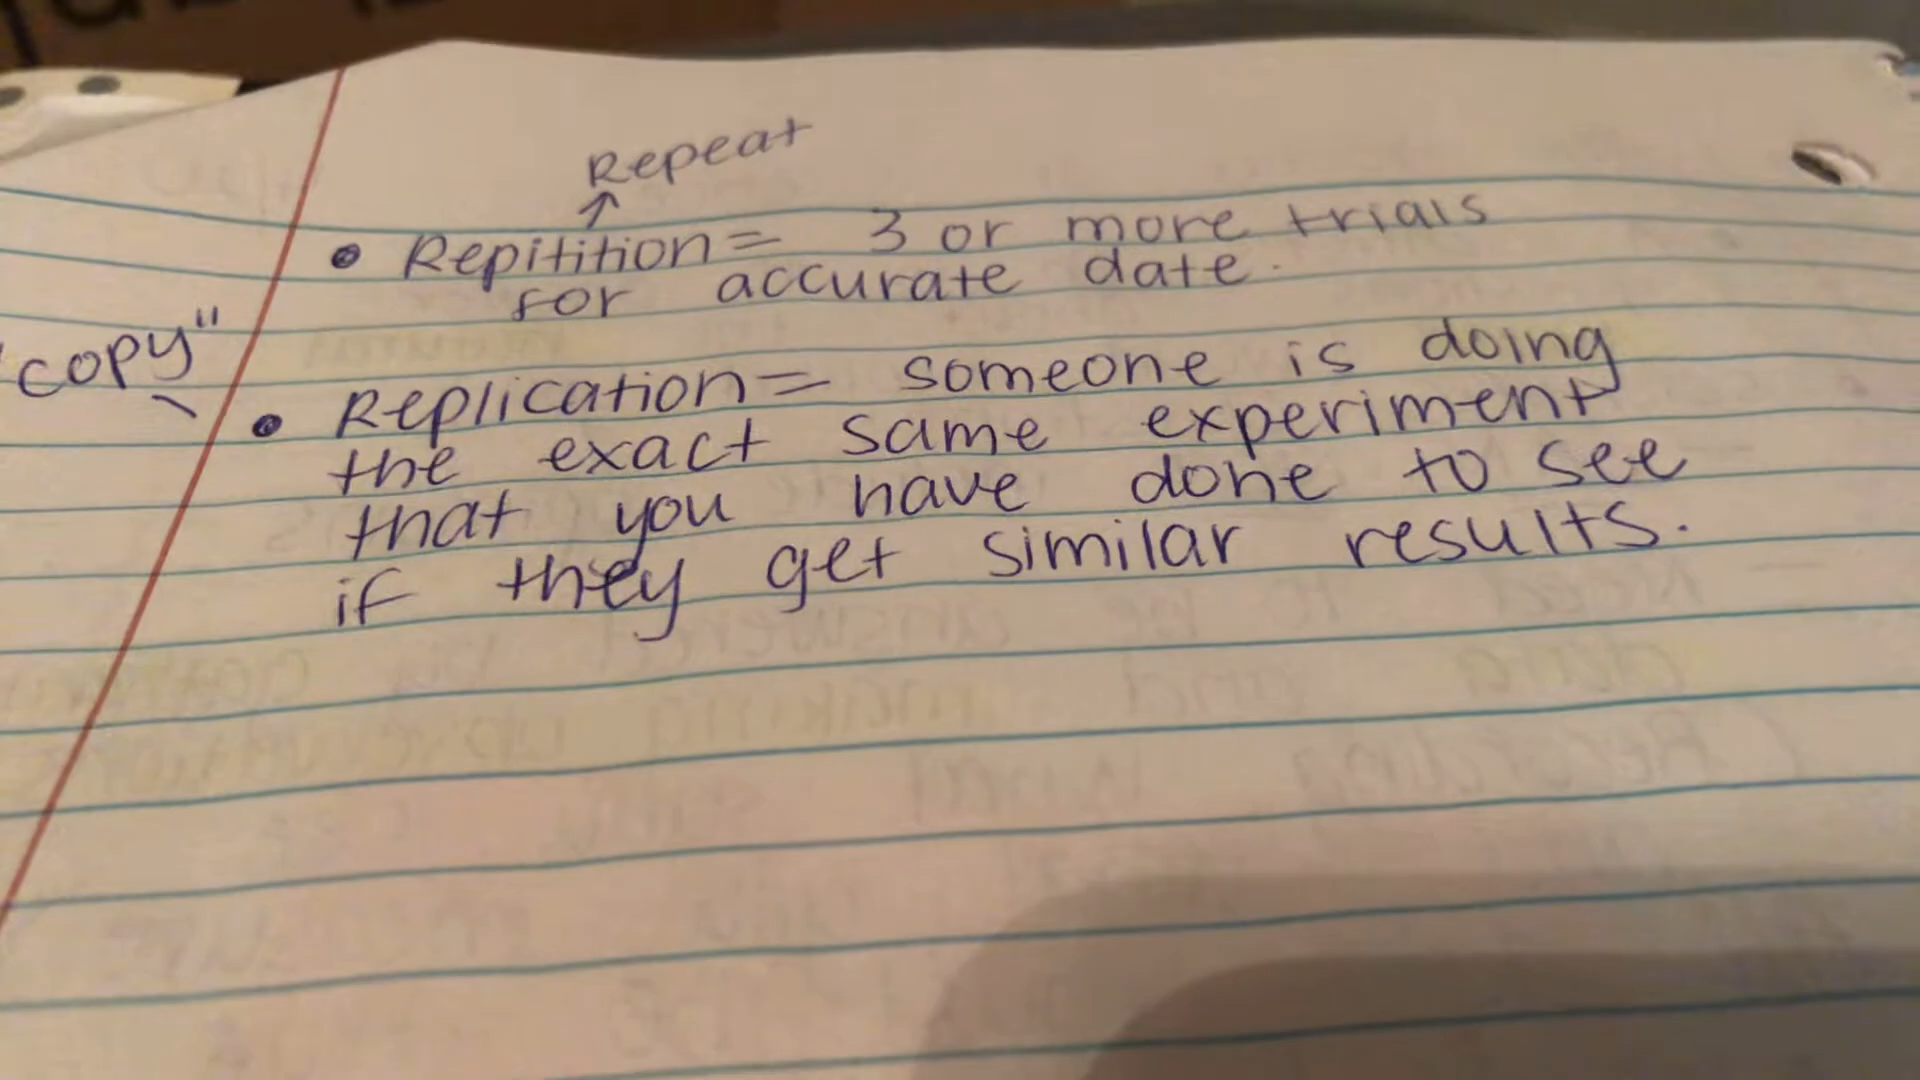 Repeat
• Repitition = 3 or more trials
for accurate date.
"copy"
• Replication = someone is doing
the exact same experiment
that you have done to see
if they get similar results.